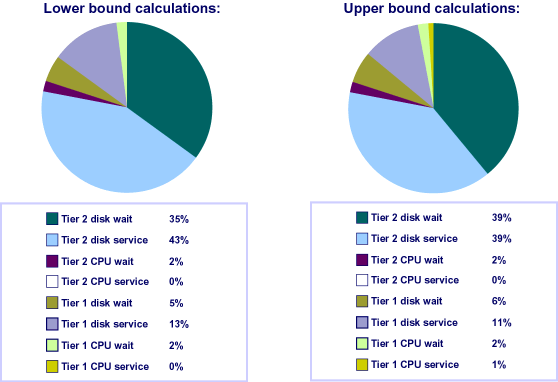 Lower bound calculations:
Tier 2 disk wait 35%
Tier 2 disk service 43%
Tier 2 CPU wait 2%
Tier 2 CPU service 0%
Tier 1 disk wait 5%
Tier 1 disk service 13%
Tier 1 CPU wait 2%
Tier 1 CPU service 0%
Upper bound calculations:
Tier 2 disk wait 39%
Tier 2 disk service 39%
Tier 2 CPU wait 2%
Tier 2 CPU service 0%
Tier 1 disk wait 6%
Tier 1 disk service 11%
Tier 1 CPU wait 2%
Tier 1 CPU service 1%